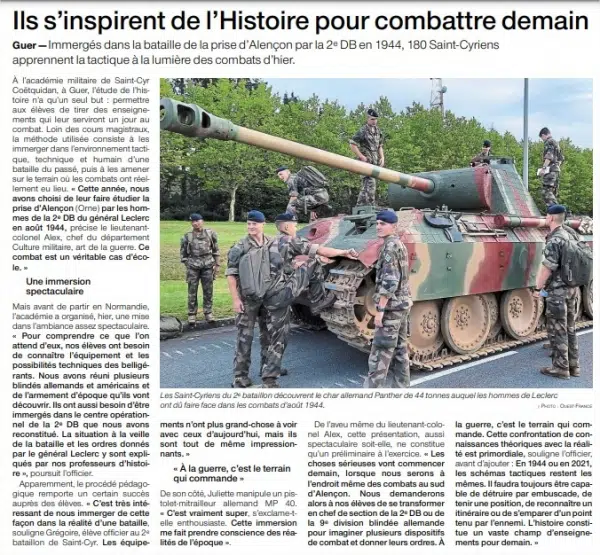 Ils s'inspirent de l'Histoire pour combattre demain
Guer — Immergés dans la bataille de la prise d'Alençon par la 2e DB en 1944, 180 Saint-Cyriens
apprennent la tactique à la lumière des combats d'hier.
À l'académie militaire de Saint-Cyr
Coëtquidan, à Guer, l'étude de l'his-
toire n'a qu'un seul but : permettre
aux élèves de tirer des enseigne-
ments qui leur serviront un jour au
combat. Loin des cours magistraux,
la méthode utilisée consiste à les
immerger dans l'environnement tacti-
que, technique et humain d'une
bataille du passé, puis à les amener
sur le terrain où les combats ont réel-
lement eu lieu. « Cette année, nous
avons choisi de leur faire étudier la
prise d'Alençon (Orne) par les hom-
mes de la 2e DB du général Leclerc
en août 1944, précise le lieutenant-
colonel Alex, chef du département
Culture militaire, art de la guerre. Ce
combat est un véritable cas d'éco-
le. »
Une immersion
spectaculaire
Mais avant de partir en Normandie,
l'académie a organisé, hier, une mise
dans l'ambiance assez spectaculaire.
« Pour comprendre ce que l'on
attend d'eux, nos élèves ont besoin
de connaître l'équipement et les
possibilités techniques des belligé-
rants. Nous avons réuni plusieurs
blindés allemands et américains et
de l'armement d'époque qu'ils vont
découvrir. Ils ont aussi besoin d'être
immergés dans le centre opération-
nel de la 2e DB que nous avons
reconstitué. La situation à la veille
de la bataille et les ordres donnés
par le général Leclerc y sont expli-
qués par nos professeurs d'histoi-
re », poursuit l'officier.
Apparemment, le procédé pédago-
gique remporte un certain succès
auprès des élèves. « C'est très inté-
ressant de nous immerger de cette
façon dans la réalité d'une bataille,
souligne Grégoire, élève officier au 2e
bataillon de Saint-Cyr. Les équipe-
Les Saint-Cyriens du 2e bataillon découvrent le char allemand Panther de 44 tonnes auquel les hommes de Leclerc
ont dû faire face dans les combats d'août 1944.
| PHOTO : OUEST-FRANCE
ments n'ont plus grand-chose à voir
avec ceux d'aujourd'hui, mais ils
sont tout de même impression-
nants. »
« À la guerre, c'est le terrain
qui commande »
De son côté, Juliette manipule un pis-
tolet-mitrailleur allemand MP 40.
« C'est vraiment super, s'exclame-t-
elle enthousiaste. Cette immersion
me fait prendre conscience des réa-
lités de l'époque ».
De l'aveu même du lieutenant-colo-
nel Alex, cette présentation, aussi
spectaculaire soit-elle, ne constitue
qu'un préliminaire à l'exercice. « Les
choses sérieuses vont commencer
demain, lorsque nous serons à
l'endroit même des combats au sud
d'Alençon. Nous demanderons
alors à nos élèves de se transformer
en chef de section de la 2e DB ou de
la 9e division blindée allemande
pour imaginer plusieurs dispositifs
de combat et donner leurs ordres. À
la guerre, c'est le terrain qui com-
mande. Cette confrontation de con-
naissances théoriques avec la réali-
té est primordiale, souligne l'officier,
avant d'ajouter : En 1944 ou en 2021,
les schémas tactiques restent les
mêmes. Il faudra toujours être capa-
ble de détruire par embuscade, de
tenir une position, de reconnaître un
itinéraire ou de s'emparer d'un point
tenu par l'ennemi. L'histoire consti-
tue un vaste champ d'enseigne-
ments pour demain. »